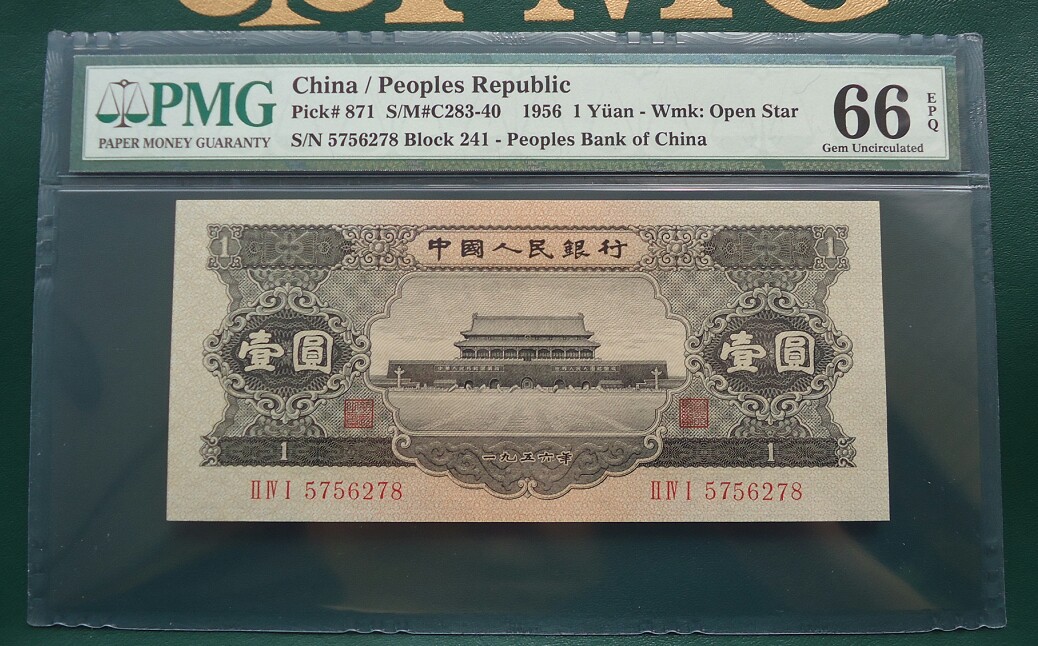 PMG
PMG
PAPER MONEY GUARANTY
China / Peoples Republic
Pick# 871 S/M#C283-40 1956 1 Yüan - Wmk: Open Star
S/N 5756278 Block 241 - Peoples Bank of China
66 EPQ
Gem Uncirculated
1 中國人民銀行 1
壹圓 壹圓
1 一九五六年 1
ⅡⅣⅠ 5756278 ⅡⅣⅠ 5756278